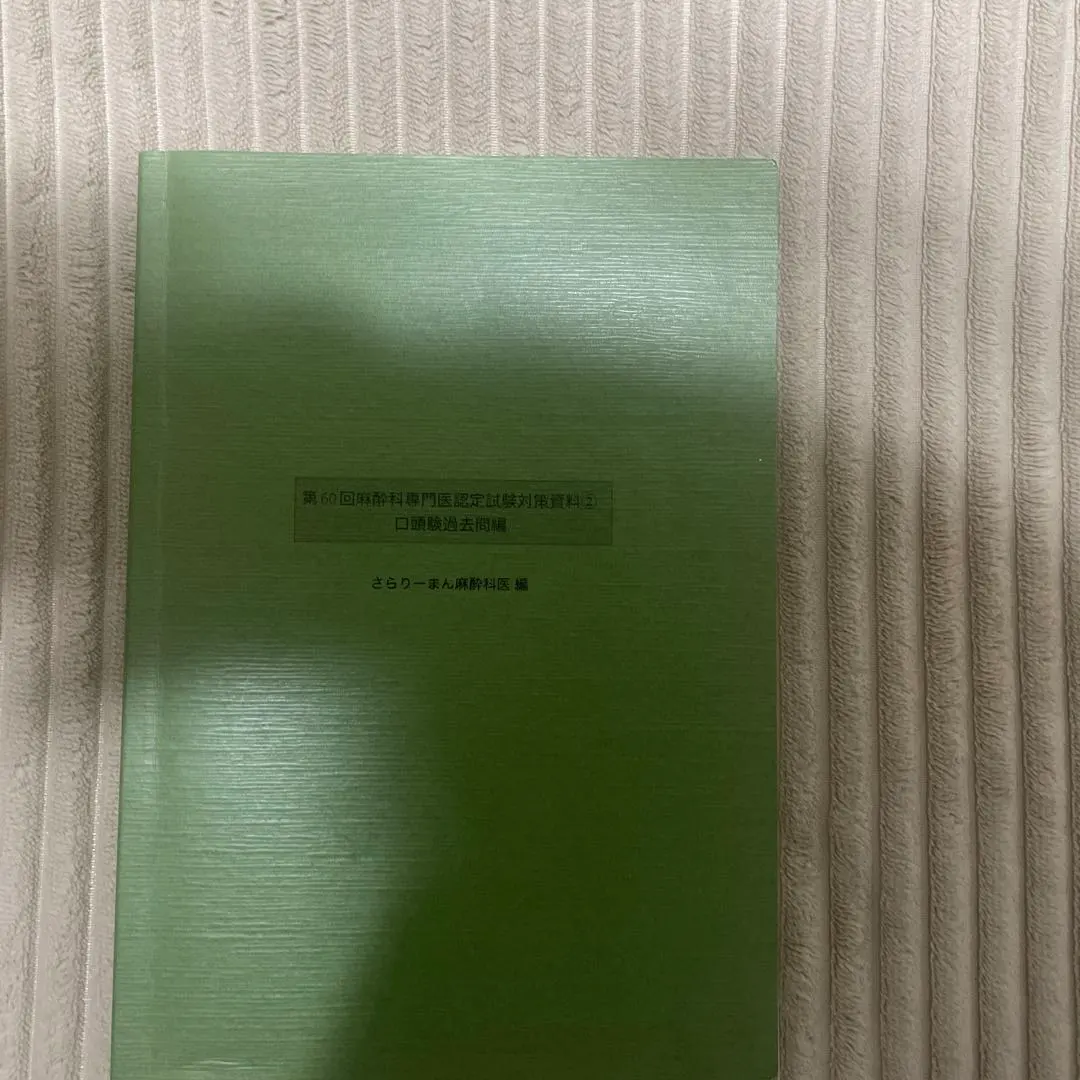 第60回麻酔科専門医認定試験対策資料②
口頭験過去問編
さらりーまん麻酔科医 編